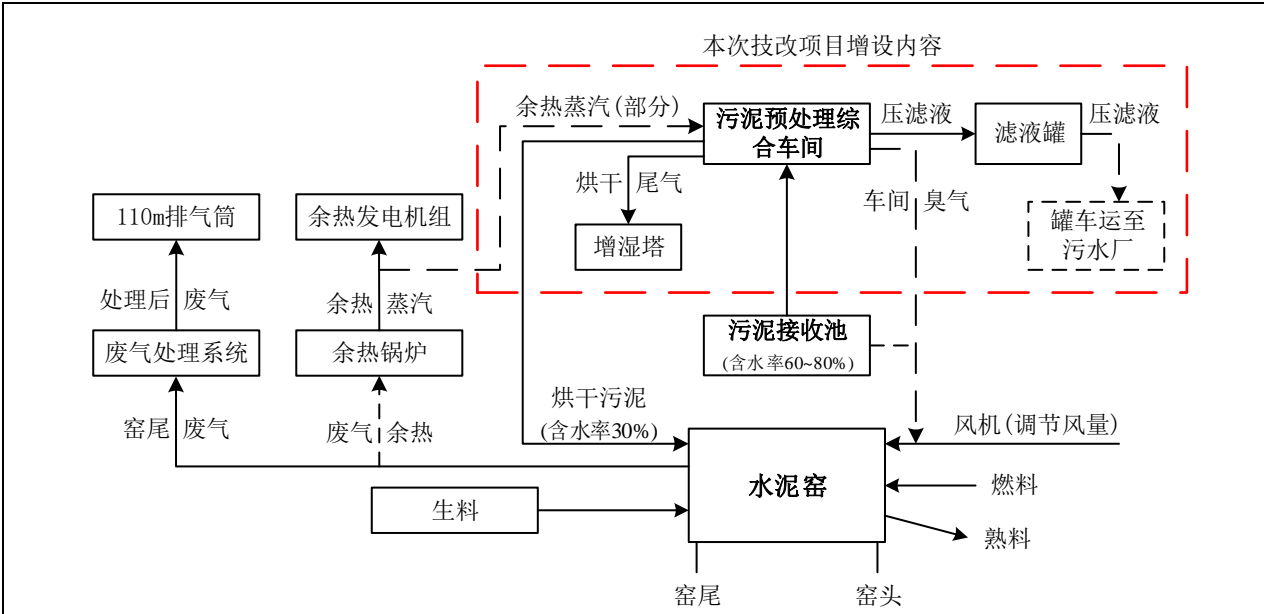 本次技改项目增设内容
余热蒸汽(部分)
污泥预处理综
合车间
压滤液
滤液罐
压滤液
烘干 尾气
车间 臭气
110m排气筒
余热发电机组
增湿塔
罐车运至
污水厂
处理后 废气
余热 蒸汽
废气处理系统
余热锅炉
污泥接收池
(含水率60~80%)
窑尾 废气
废气 余热
烘干污泥
(含水率30%)
风机(调节风量)
水泥窑
燃料
生料
熟料
窑尾
窑头